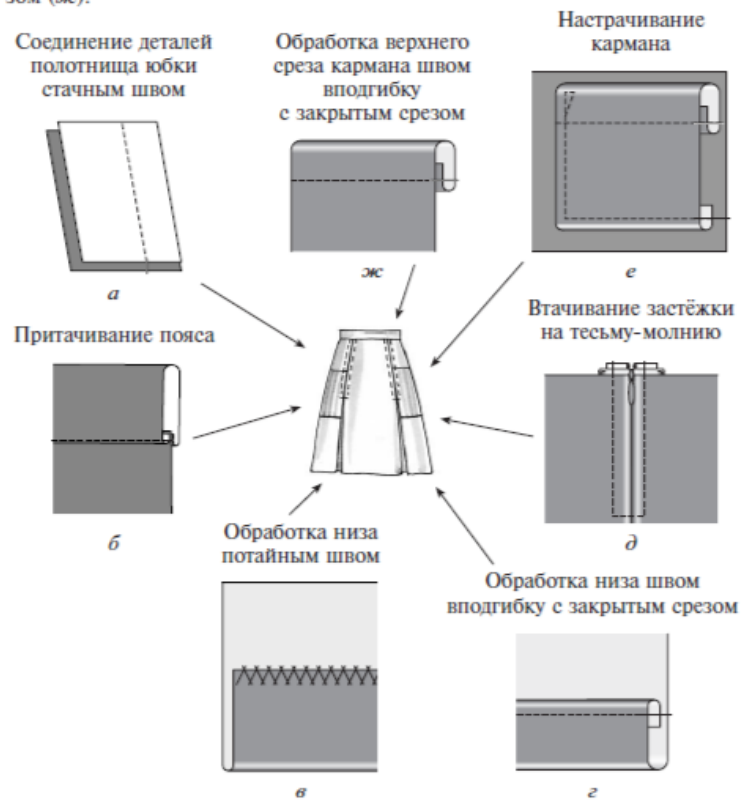 зом (ж).
Настрачивание
кармана
Соединение деталей
полотнища юбки
стачным швом
Обработка верхнего
среза кармана швом
вподгибку
с закрытым срезом
а
ж
е
Притачивание пояса
Втачивание застёжки
на тесьму-молнию
б
д
Обработка низа
потайным швом
Обработка низа швом
вподгибку с закрытым срезом
в
г